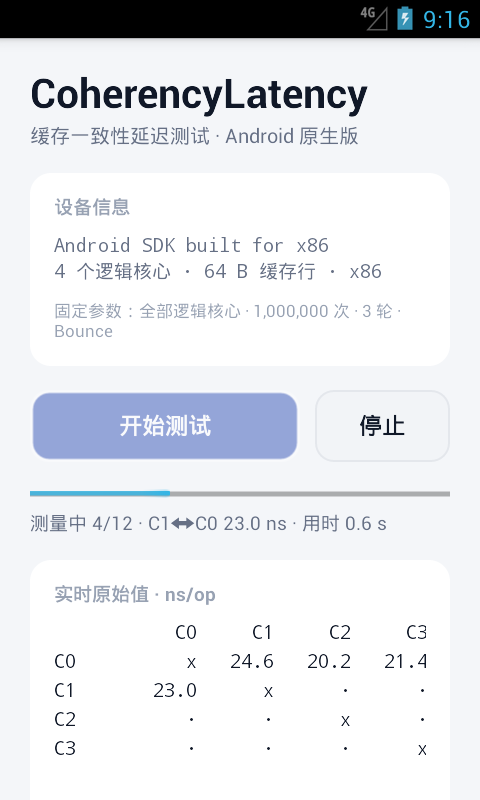 4G 9:16
CoherencyLatency
缓存一致性延迟测试 · Android 原生版
设备信息
Android SDK built for x86
4 个逻辑核心 · 64 B 缓存行 · x86
固定参数：全部逻辑核心 · 1,000,000 次 · 3 轮 ·
Bounce
开始测试 停止
测量中 4/12 · C1⬌C0 23.0 ns · 用时 0.6 s
实时原始值 · ns/op
C0 C1 C2 C3
C0 x 24.6 20.2 21.4
C1 23.0 x · ·
C2 · · x ·
C3 · · · x